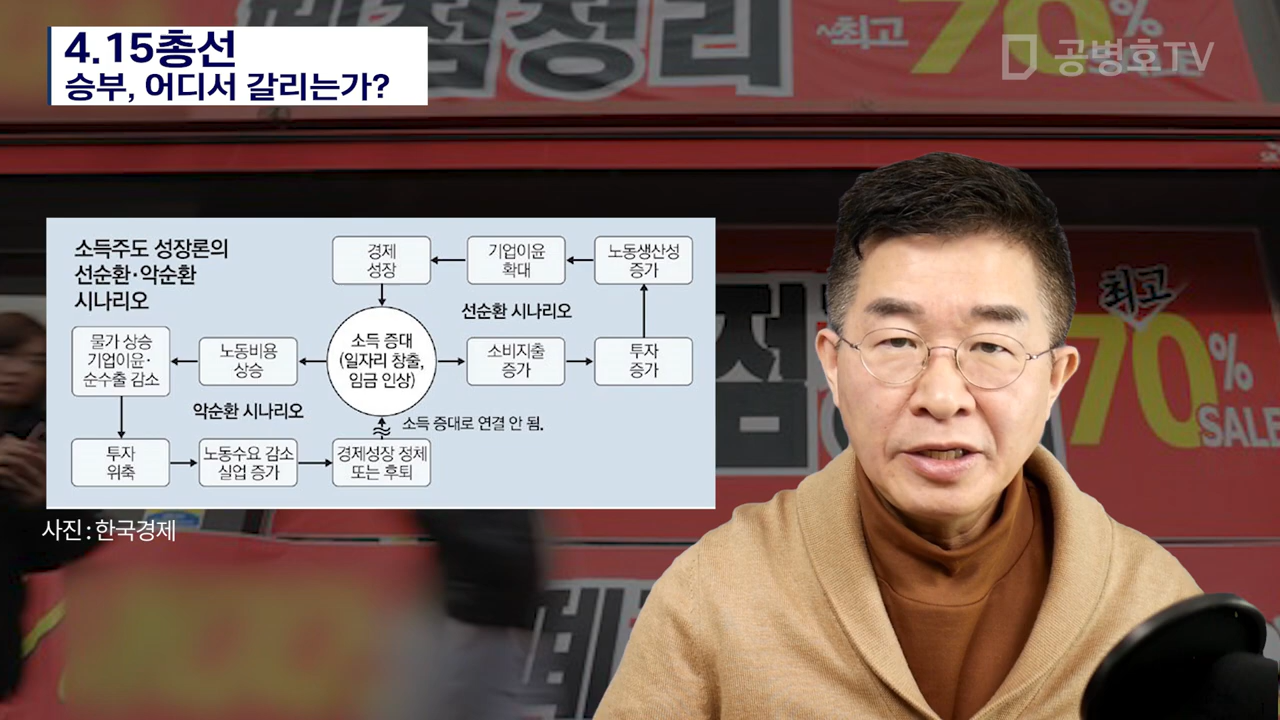 4.15총선
승부, 어디서 갈리는가?
~최고
70%
공병호TV
소득주도 성장론의
선순환·악순환
시나리오
경제
성장
기업이윤
확대
노동생산성
증가
선순환 시나리오
물가 상승
기업이윤·
순수출 감소
노동비용
상승
소득 증대
(일자리 창출,
임금 인상)
소비지출
증가
투자
증가
악순환 시나리오
소득 증대로 연결 안 됨.
투자
위축
노동수요 감소
실업 증가
경제성장 정체
또는 후퇴
사진 : 한국경제
최고
70%
SALE